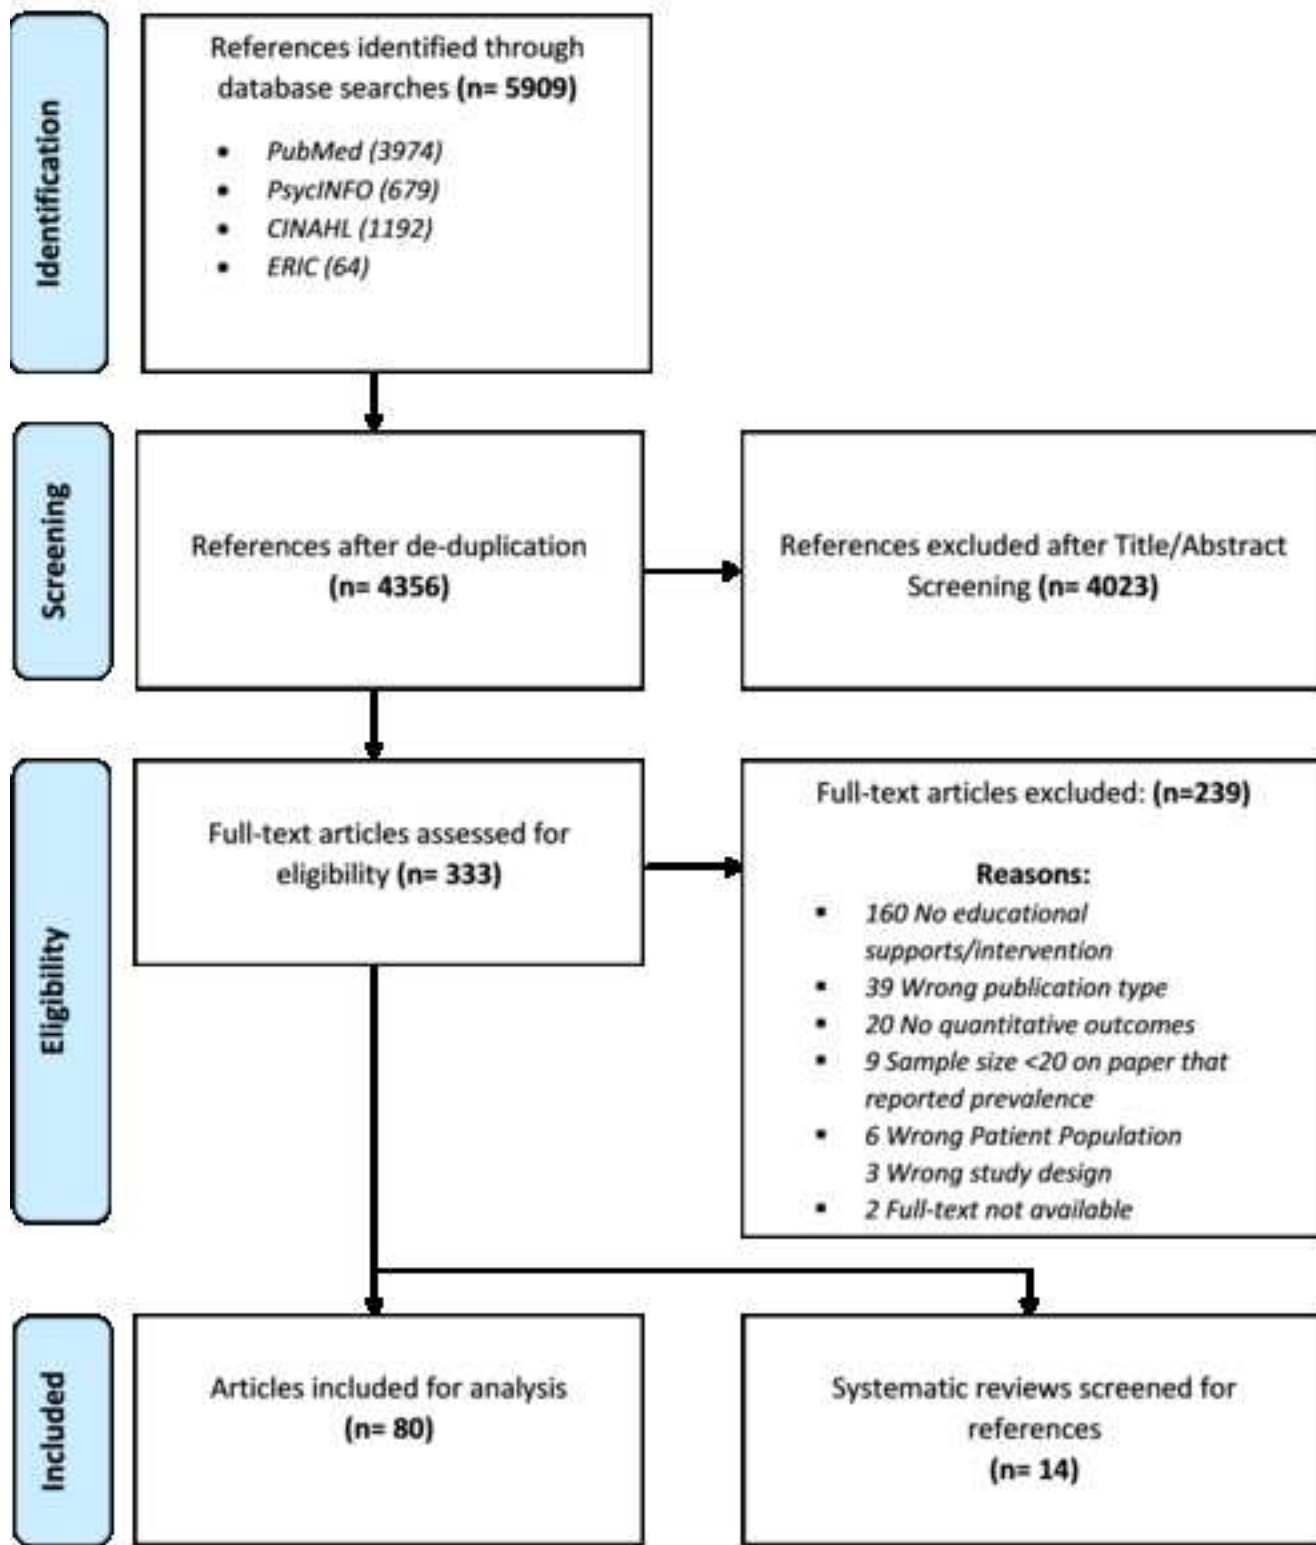 Identification
References identified through
database searches (n= 5909)
• PubMed (3974)
• PsycINFO (679)
• CINAHL (1192)
• ERIC (64)
Screening
References after de-duplication
(n= 4356)
References excluded after Title/Abstract
Screening (n= 4023)
Eligibility
Full-text articles assessed for
eligibility (n= 333)
Full-text articles excluded: (n=239)
Reasons:
▪ 160 No educational
supports/intervention
▪ 39 Wrong publication type
▪ 20 No quantitative outcomes
▪ 9 Sample size <20 on paper that
reported prevalence
▪ 6 Wrong Patient Population
3 Wrong study design
▪ 2 Full-text not available
Included
Articles included for analysis
(n= 80)
Systematic reviews screened for
references
(n= 14)